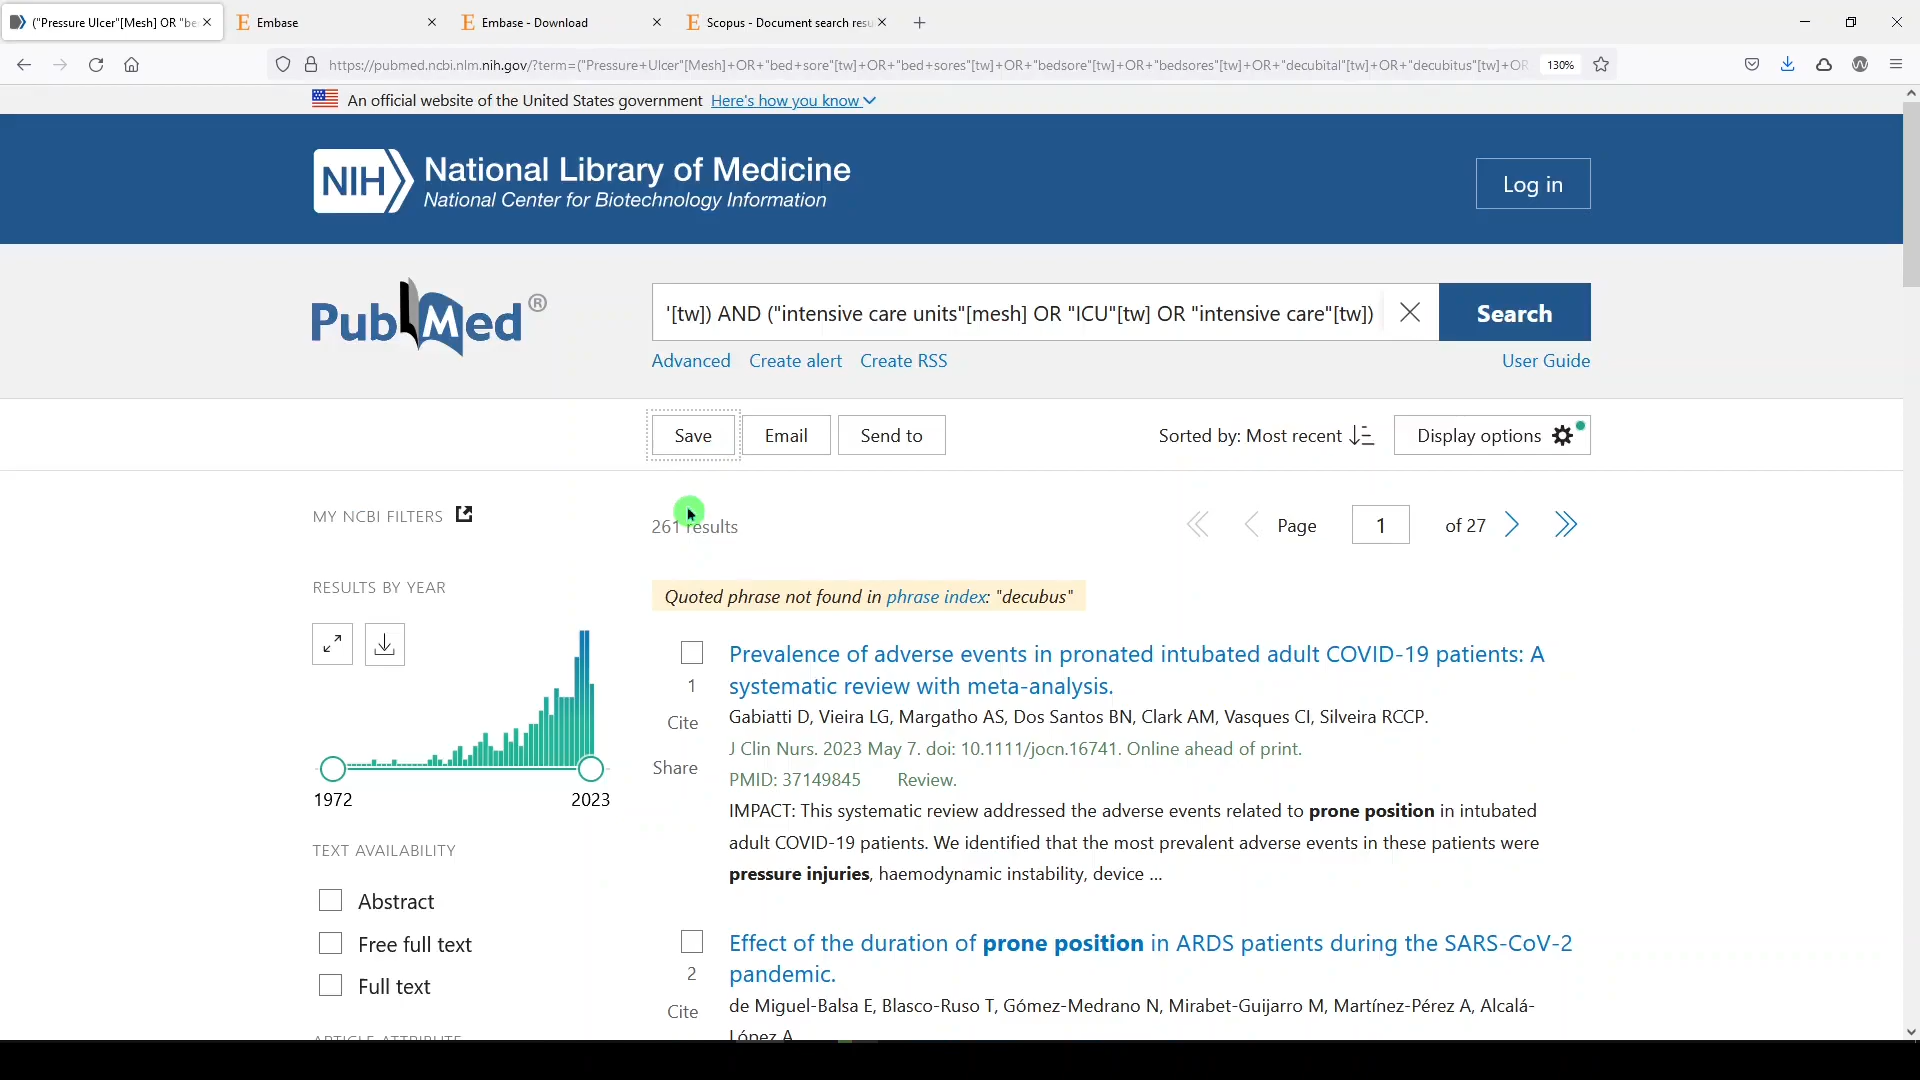 ("Pressure Ulcer"[Mesh] OR "be
Embase
Embase - Download
Scopus - Document search resu
https://pubmed.ncbi.nlm.nih.gov/?term=("Pressure+Ulcer"[Mesh]+OR+"bed+sore"[tw]+OR+"bed+sores"[tw]+OR+"bedsore"[tw]+OR+"bedsores"[tw]+OR+"decubital"[tw]+OR+"decubitus"[tw]+OR
130%
An official website of the United States government Here's how you know
NIH National Library of Medicine
National Center for Biotechnology Information
Log in
PubMed®
"[tw]) AND ("intensive care units"[mesh] OR "ICU"[tw] OR "intensive care"[tw])
Search
Advanced Create alert Create RSS
User Guide
Save
Email
Send to
Sorted by: Most recent
Display options
MY NCBI FILTERS
261 results
Page 1 of 27
RESULTS BY YEAR
1972
2023
Quoted phrase not found in phrase index: "decubus"
Prevalence of adverse events in pronated intubated adult COVID-19 patients: A
1
systematic review with meta-analysis.
Cite
Gabiatti D, Vieira LG, Margatho AS, Dos Santos BN, Clark AM, Vasques CI, Silveira RCCP.
J Clin Nurs. 2023 May 7. doi: 10.1111/jocn.16741. Online ahead of print.
Share
PMID: 37149845 Review.
IMPACT: This systematic review addressed the adverse events related to prone position in intubated
adult COVID-19 patients. We identified that the most prevalent adverse events in these patients were
pressure injuries, haemodynamic instability, device ...
TEXT AVAILABILITY
Abstract
Free full text
Full text
ARTICLE ATTRIBUTE
Effect of the duration of prone position in ARDS patients during the SARS-CoV-2
2
pandemic.
Cite
de Miguel-Balsa E, Blasco-Ruso T, Gómez-Medrano N, Mirabet-Guijarro M, Martínez-Pérez A, Alcalá-
López A